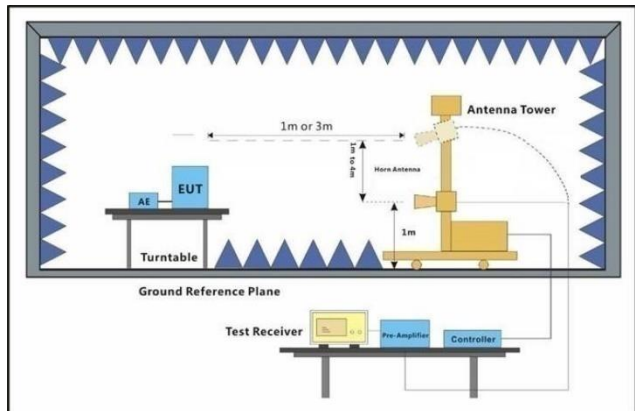 1m or 3m
Antenna Tower
1m to 4m
Horn Antenna
EUT
AE
1m
Turntable
Ground Reference Plane
Test Receiver
Pre-Amplifier
Controller